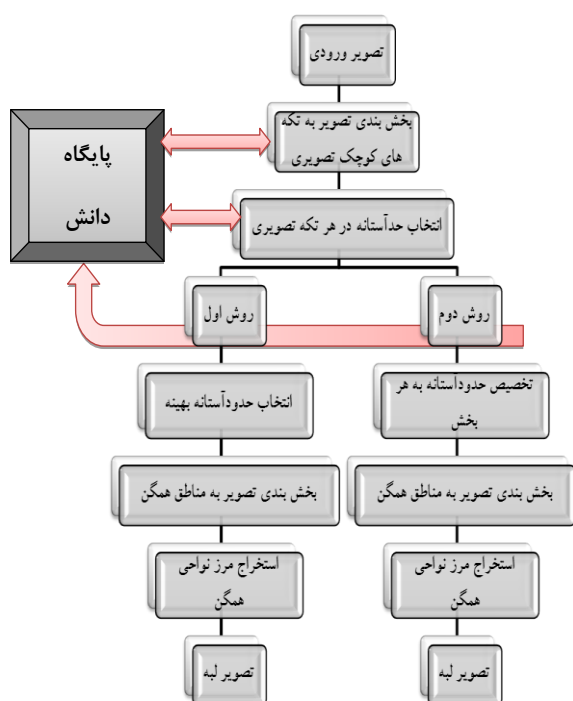 تصویر ورودی
بخش بندی تصویر به تکه
های کوچک تصویری
پایگاه
دانش
انتخاب حدآستانه در هر تکه تصویری
روش اول
روش دوم
انتخاب حدودآستانه بهینه
تخصیص حدودآستانه به هر
بخش
بخش بندی تصویر به مناطق همگن
بخش بندی تصویر به مناطق همگن
استخراج مرز نواحی
همگن
استخراج مرز نواحی
همگن
تصویر لبه
تصویر لبه